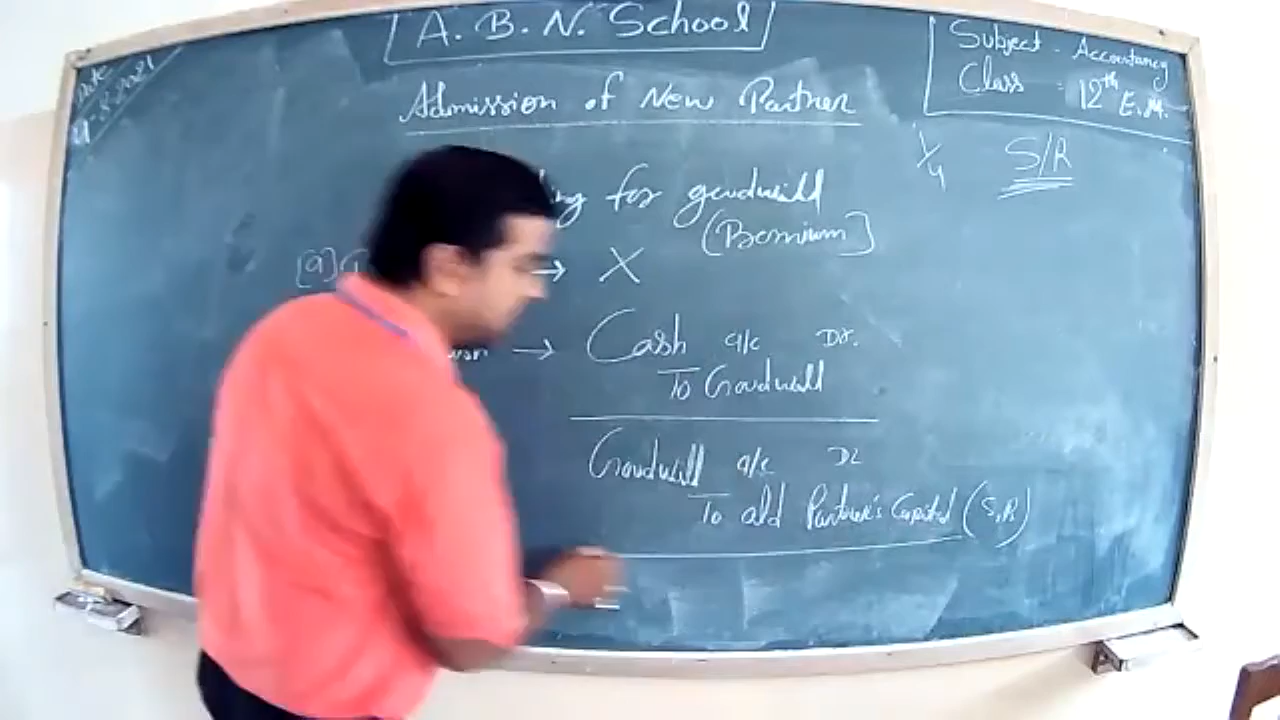 A. B. N. School
Subject - Accountancy
Class : 12th E.M.
Date
Admission of New Partner
1/4 S/R
for goodwill
(Premium)
[a] → X
→ Cash a/c Dr.
To Goodwill
Goodwill a/c Dr
To old Partner's Capital (S,R)